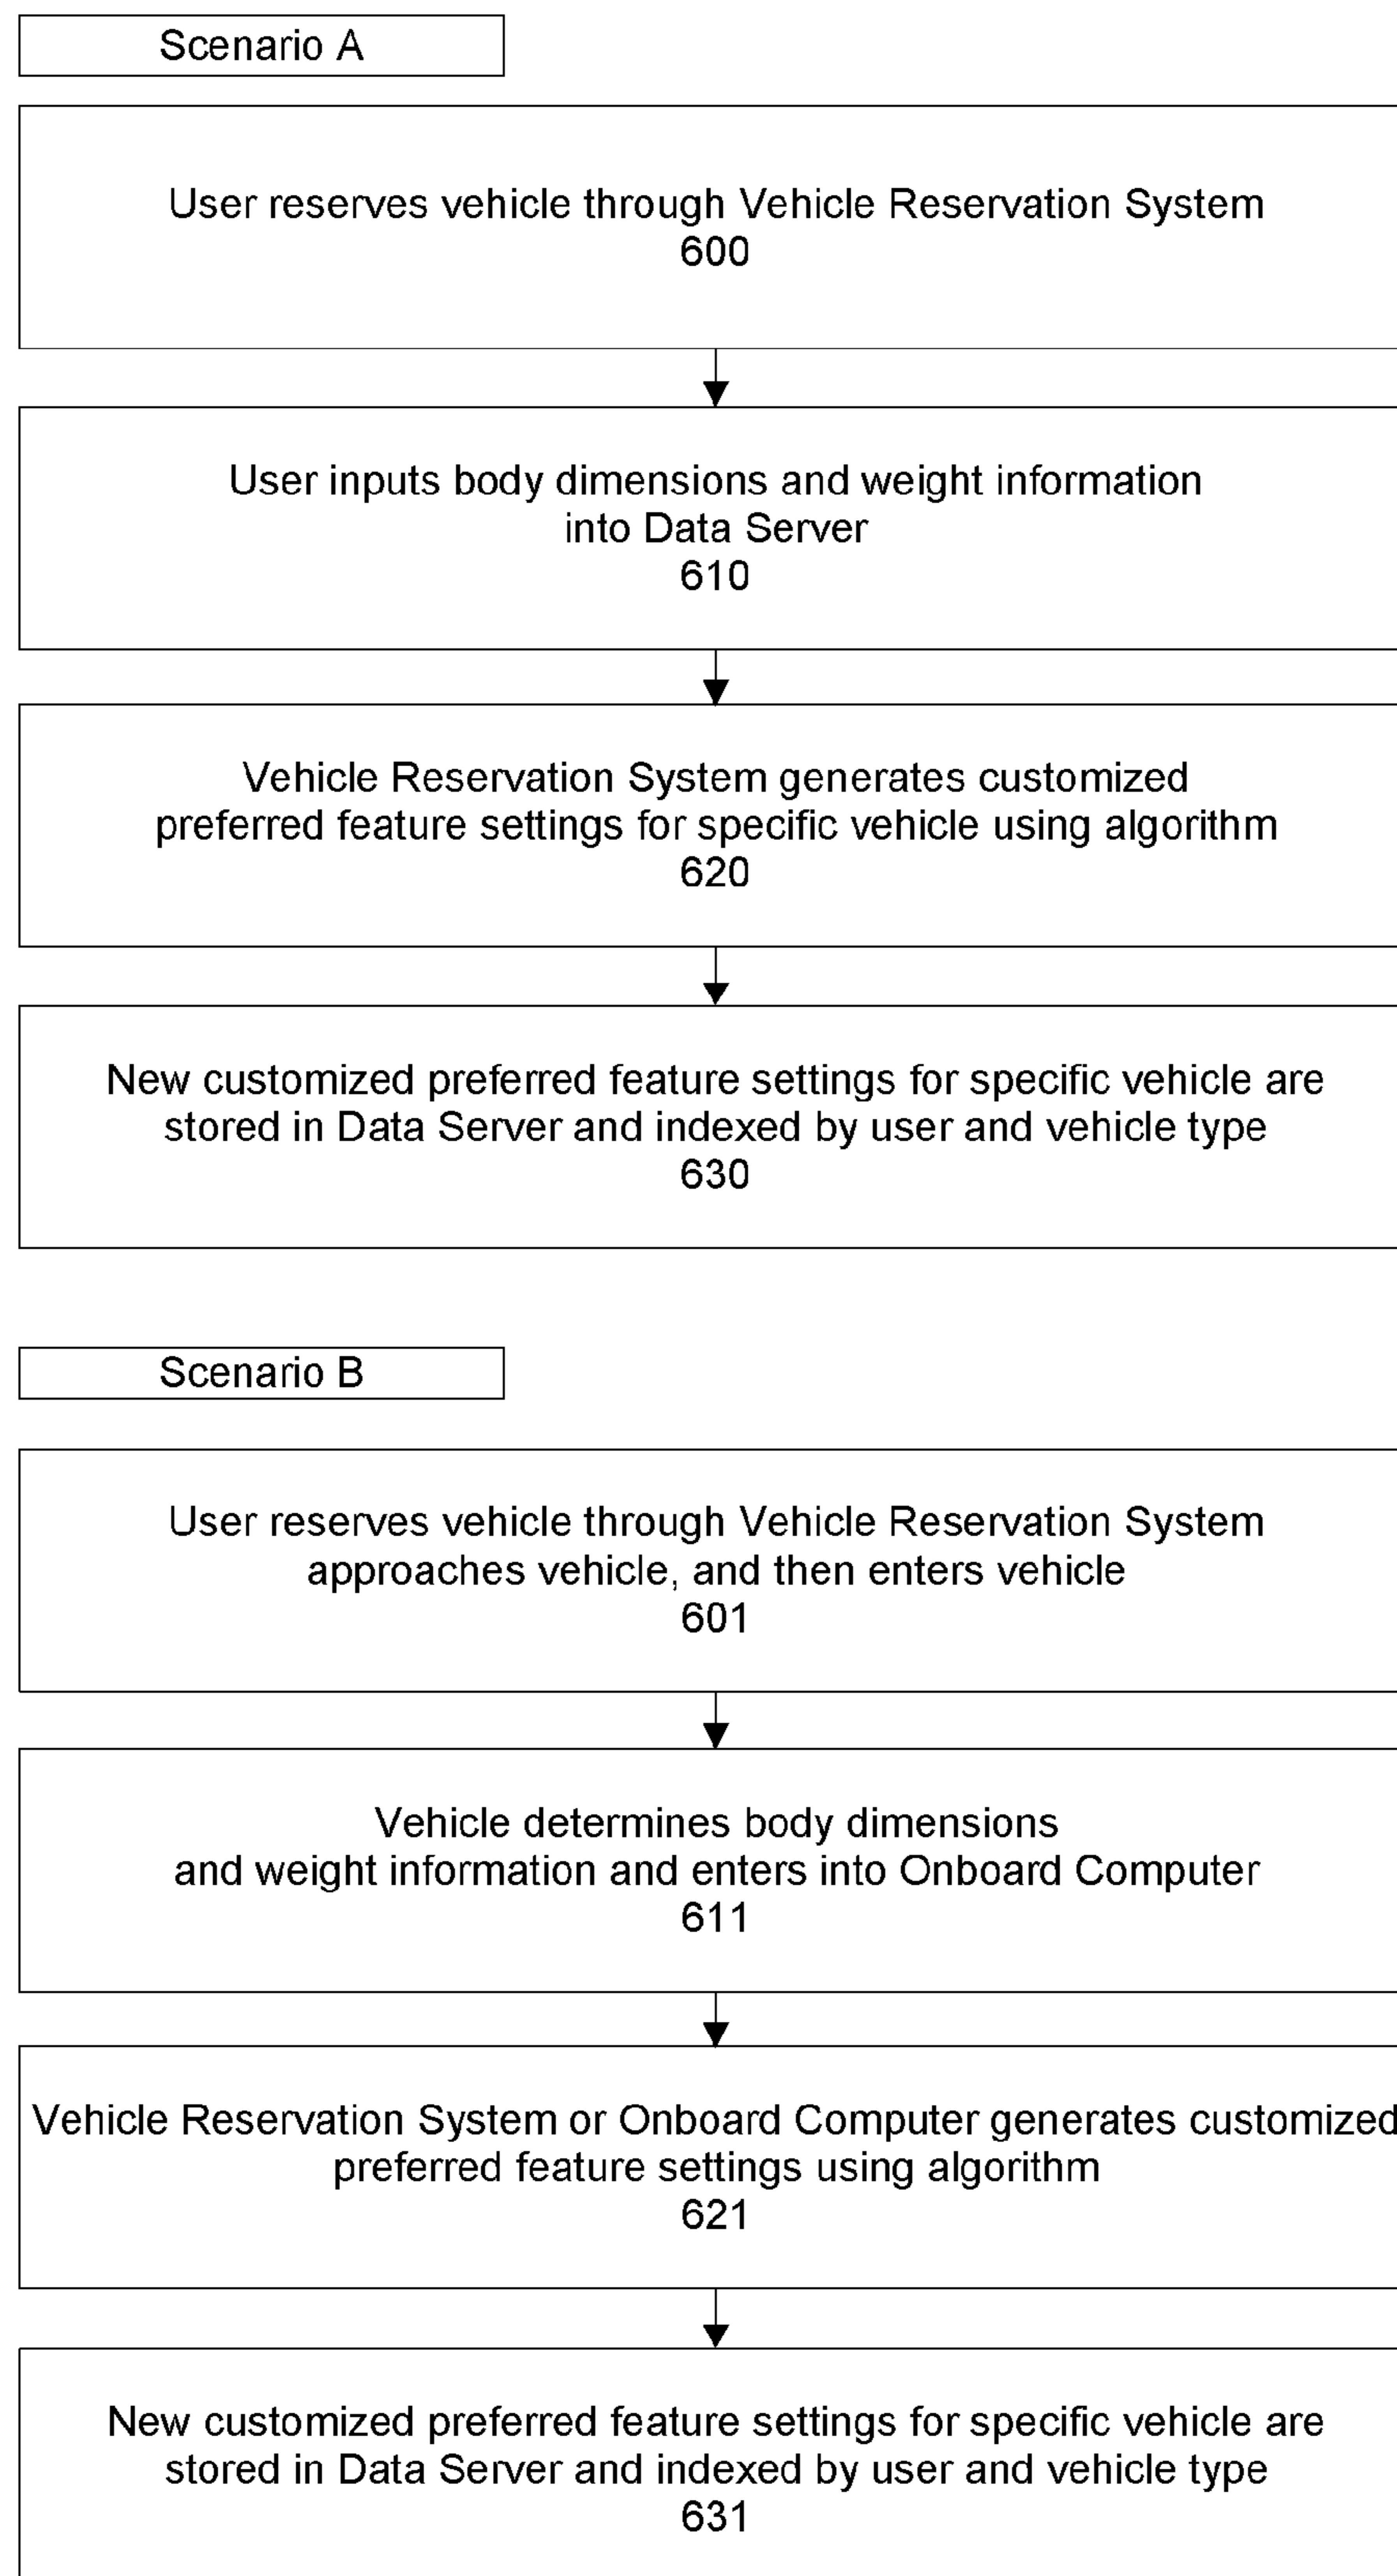 Scenario A
User reserves vehicle through Vehicle Reservation System
600
User inputs body dimensions and weight information
into Data Server
610
Vehicle Reservation System generates customized
preferred feature settings for specific vehicle using algorithm
620
New customized preferred feature settings for specific vehicle are
stored in Data Server and indexed by user and vehicle type
630
Scenario B
User reserves vehicle through Vehicle Reservation System
approaches vehicle, and then enters vehicle
601
Vehicle determines body dimensions
and weight information and enters into Onboard Computer
611
Vehicle Reservation System or Onboard Computer generates customized
preferred feature settings using algorithm
621
New customized preferred feature settings for specific vehicle are
stored in Data Server and indexed by user and vehicle type
631